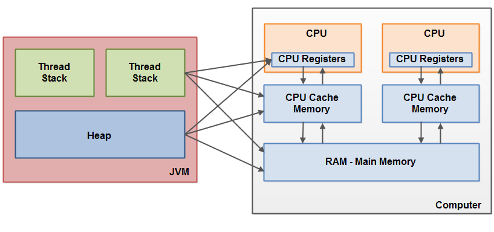 CPU
CPU
CPU Registers
CPU Registers
Thread
Stack
Thread
Stack
CPU Cache
Memory
CPU Cache
Memory
Heap
RAM - Main Memory
JVM
Computer